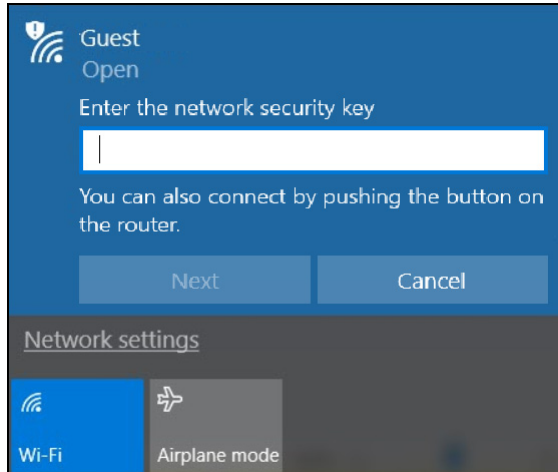 Guest
Open
Enter the network security key
You can also connect by pushing the button on
the router.
Next
Cancel
Network settings
Wi-Fi
Airplane mode